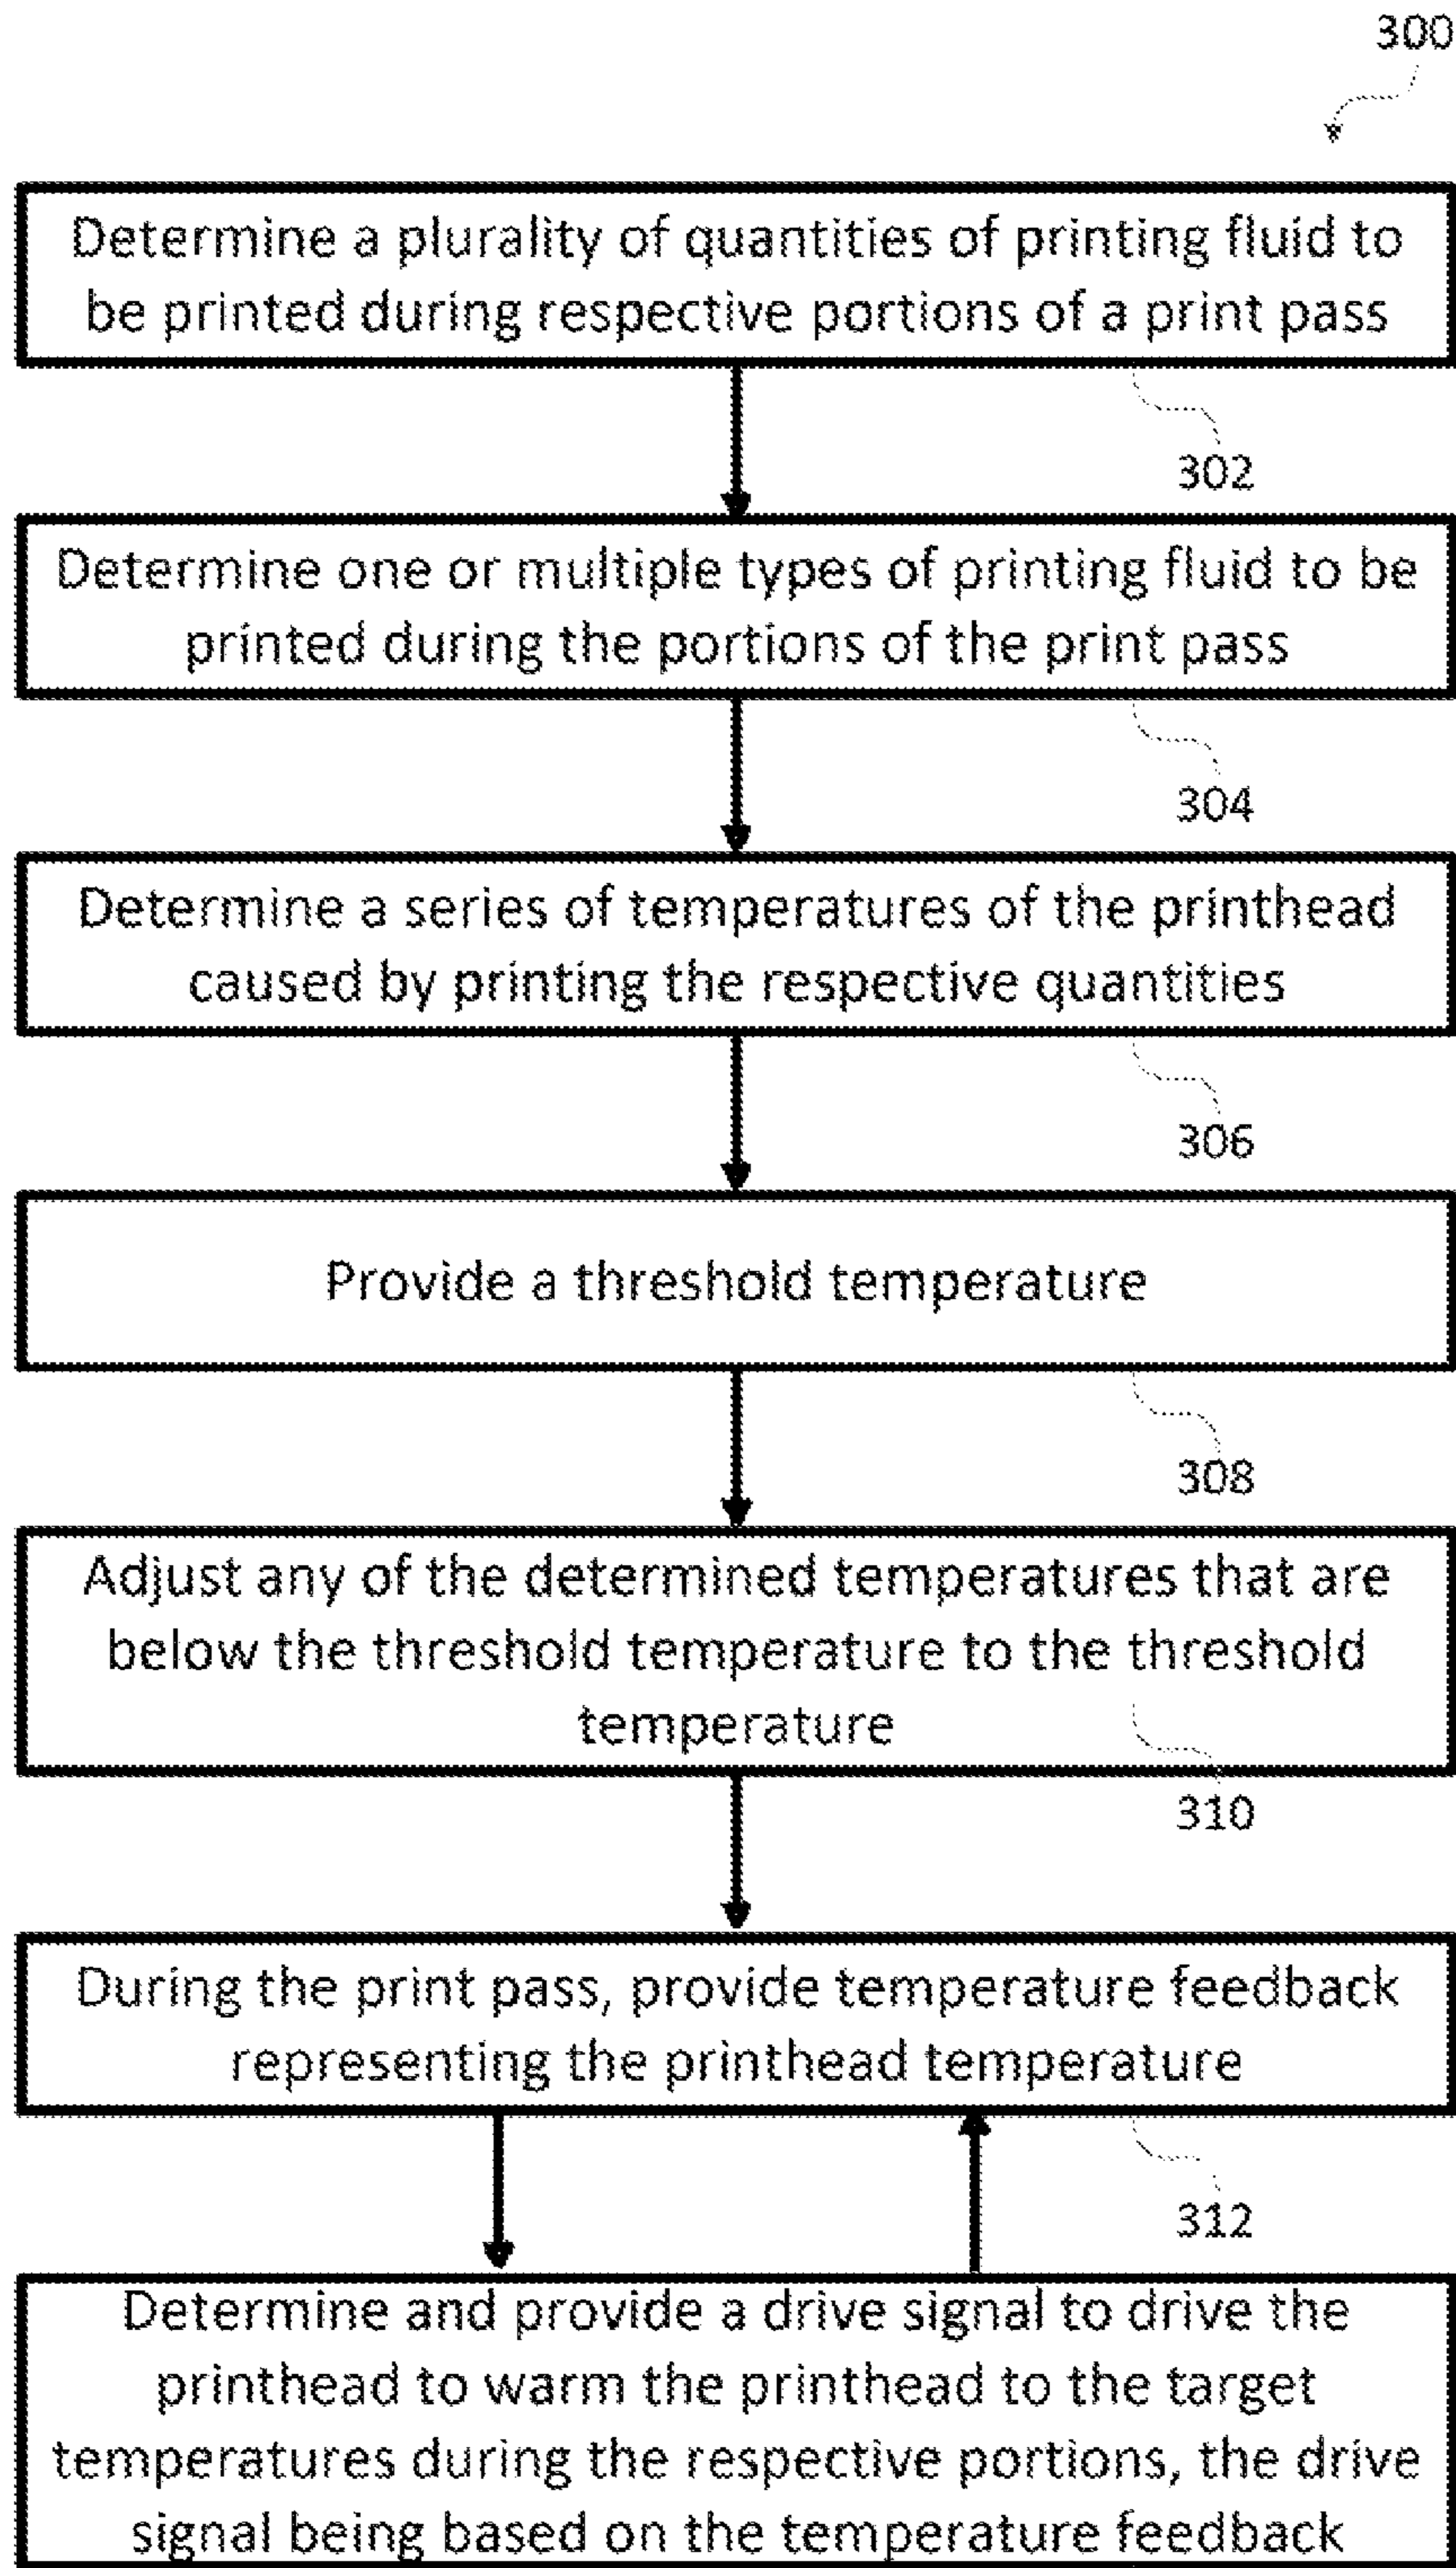 300
Determine a plurality of quantities of printing fluid to
be printed during respective portions of a print pass
302
Determine one or multiple types of printing fluid to be
printed during the portions of the print pass
304
Determine a series of temperatures of the printhead
caused by printing the respective quantities
306
Provide a threshold temperature
308
Adjust any of the determined temperatures that are
below the threshold temperature to the threshold
temperature
310
During the print pass, provide temperature feedback
representing the printhead temperature
312
Determine and provide a drive signal to drive the
printhead to warm the printhead to the target
temperatures during the respective portions, the drive
signal being based on the temperature feedback